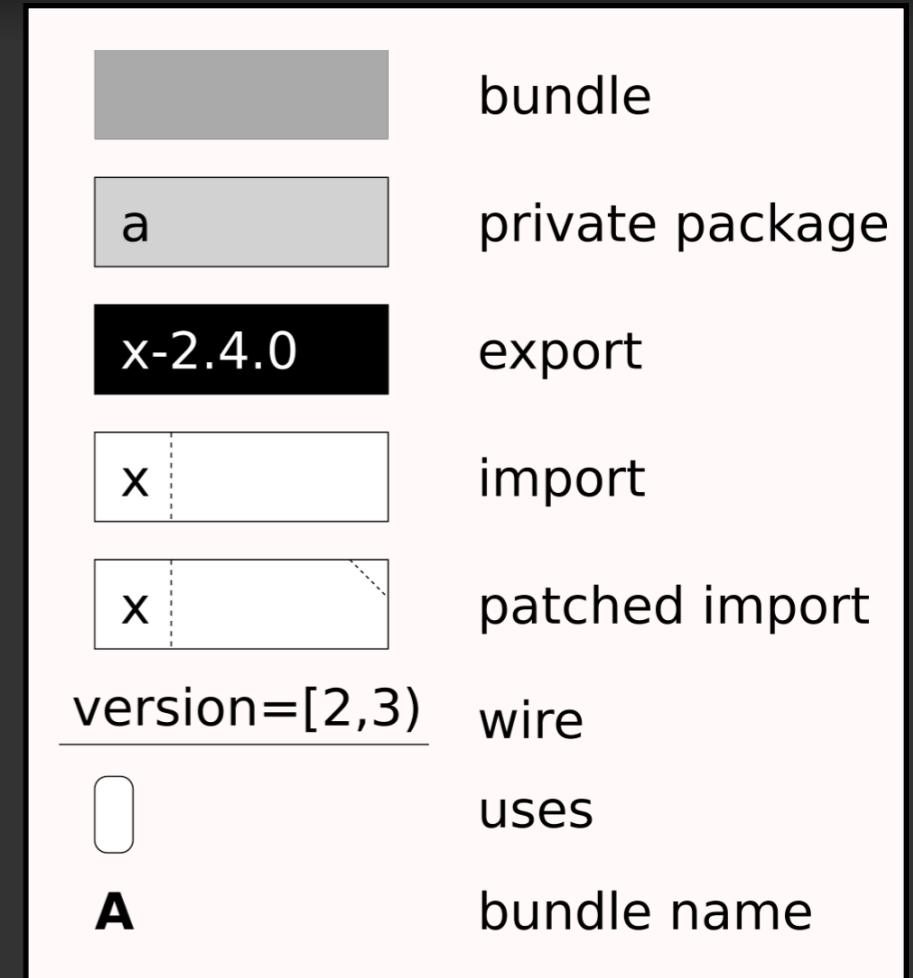 bundle
a private package
x-2.4.0 export
x import
x patched import
version=[2,3) wire
uses
A bundle name